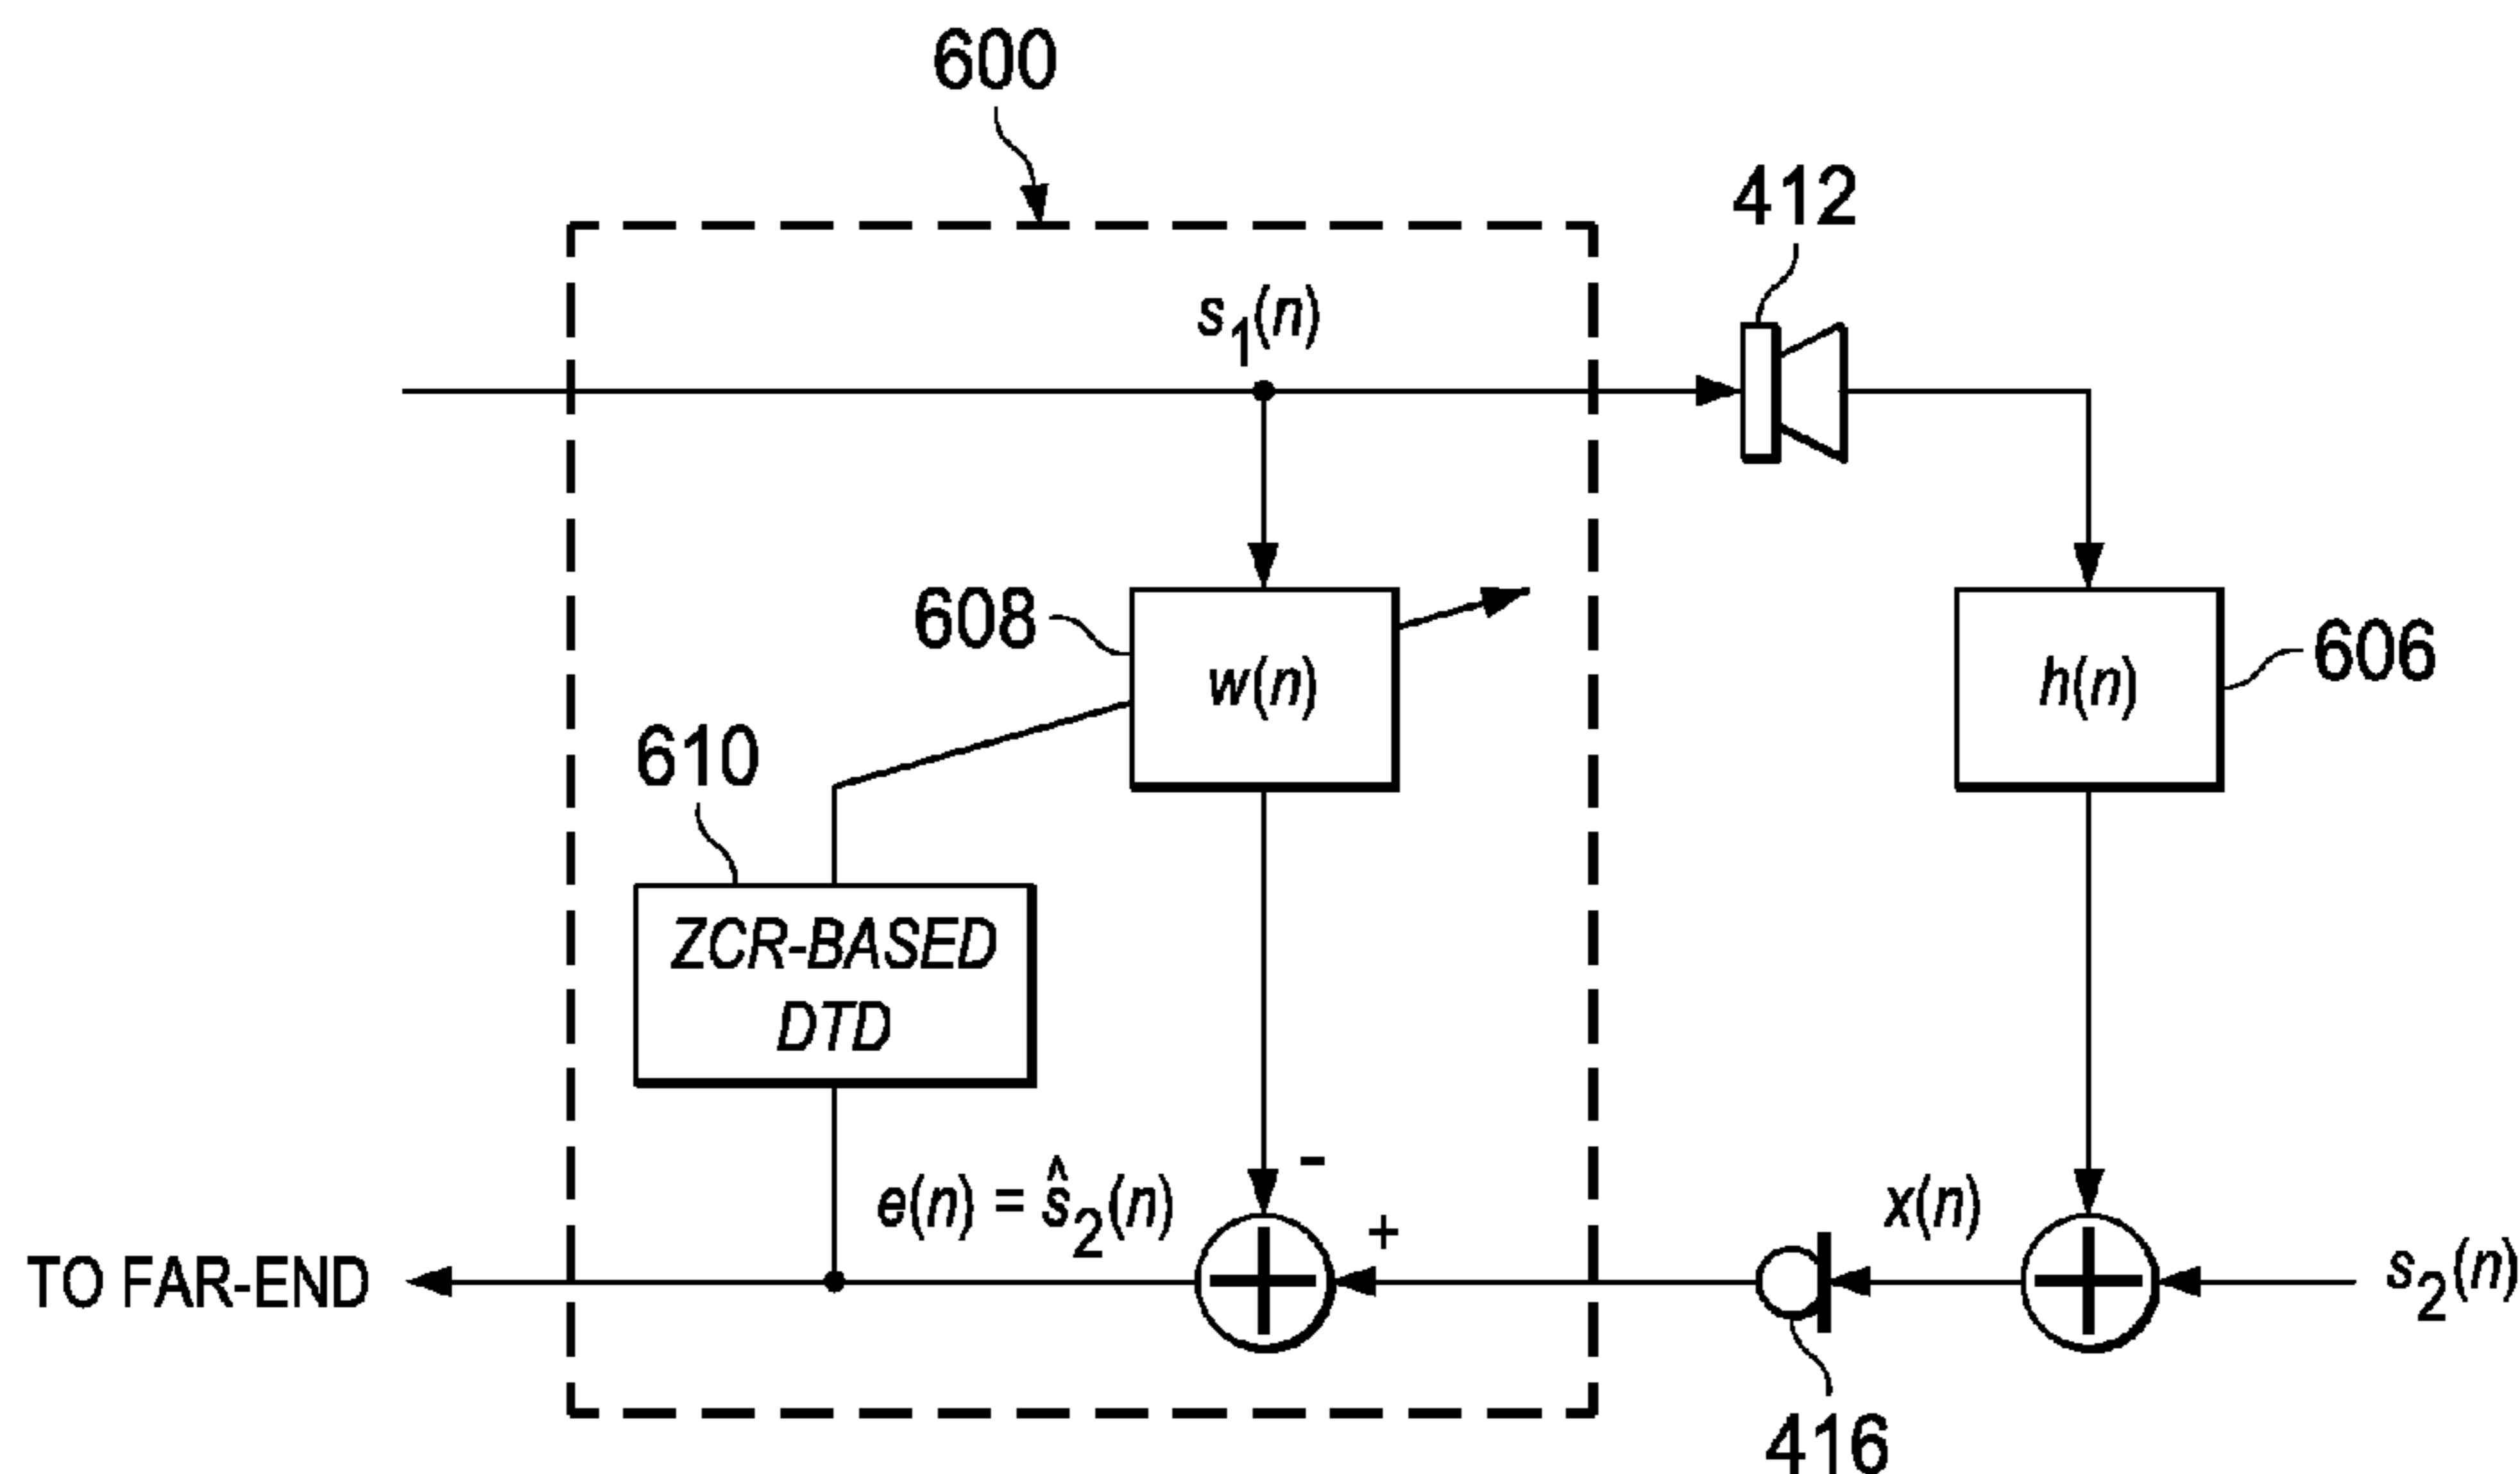 600
412
s1(n)
608
w(n)
h(n)
606
610
ZCR-BASED
DTD
-
e(n) = ŝ2(n)
+
x(n)
TO FAR-END
s2(n)
416